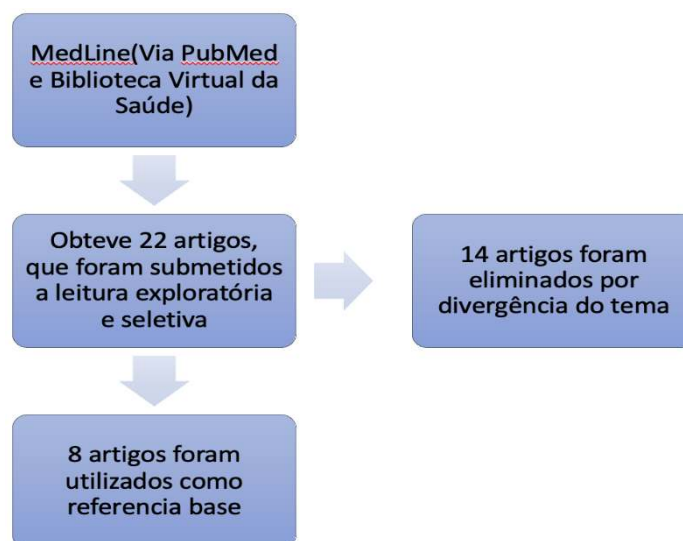 MedLine(Via PubMed
e Biblioteca Virtual da
Saúde)
Obteve 22 artigos,
que foram submetidos
a leitura exploratória
e seletiva
14 artigos foram
eliminados por
divergência do tema
8 artigos foram
utilizados como
referencia base